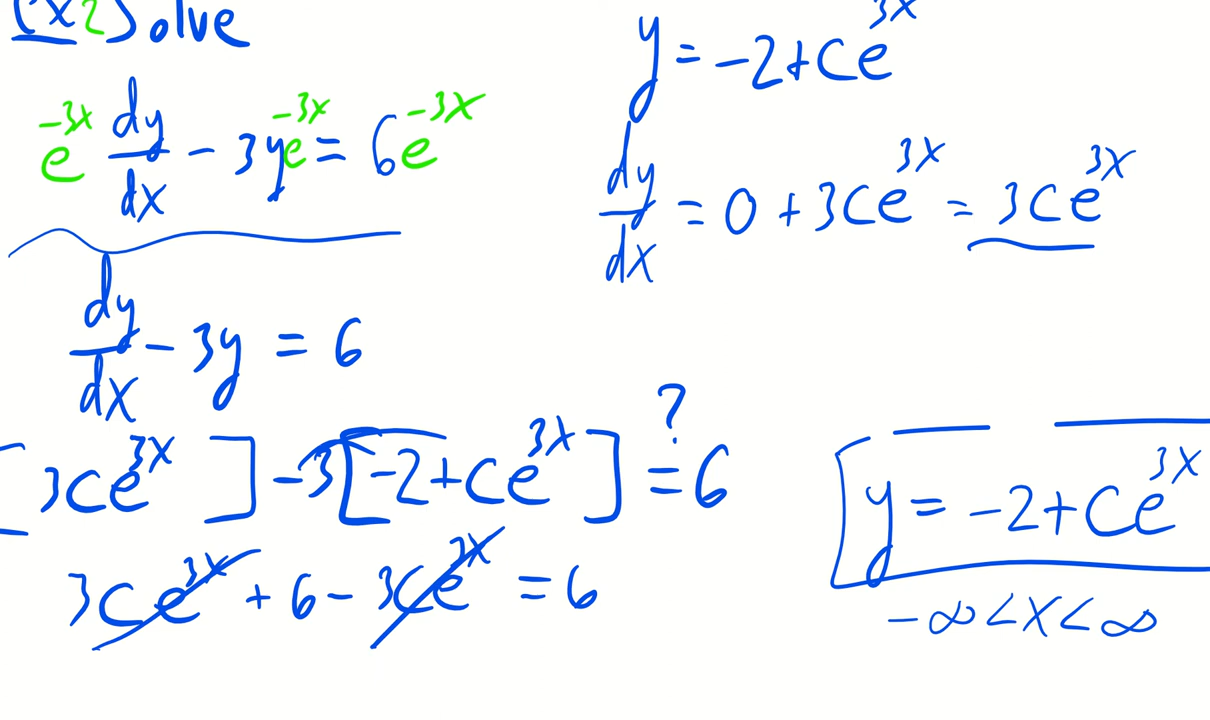 Ex2) Solve
e^{-3x} dy/dx - 3ye^{-3x} = 6e^{-3x}
dy/dx - 3y = 6
[3ce^{3x}] - 3[-2+ce^{3x}] ?= 6
3ce^{3x} + 6 - 3ce^{3x} = 6
y = -2+ce^{3x}
dy/dx = 0 + 3ce^{3x} = 3ce^{3x}
y = -2+Ce^{3x}
-∞ < x < ∞